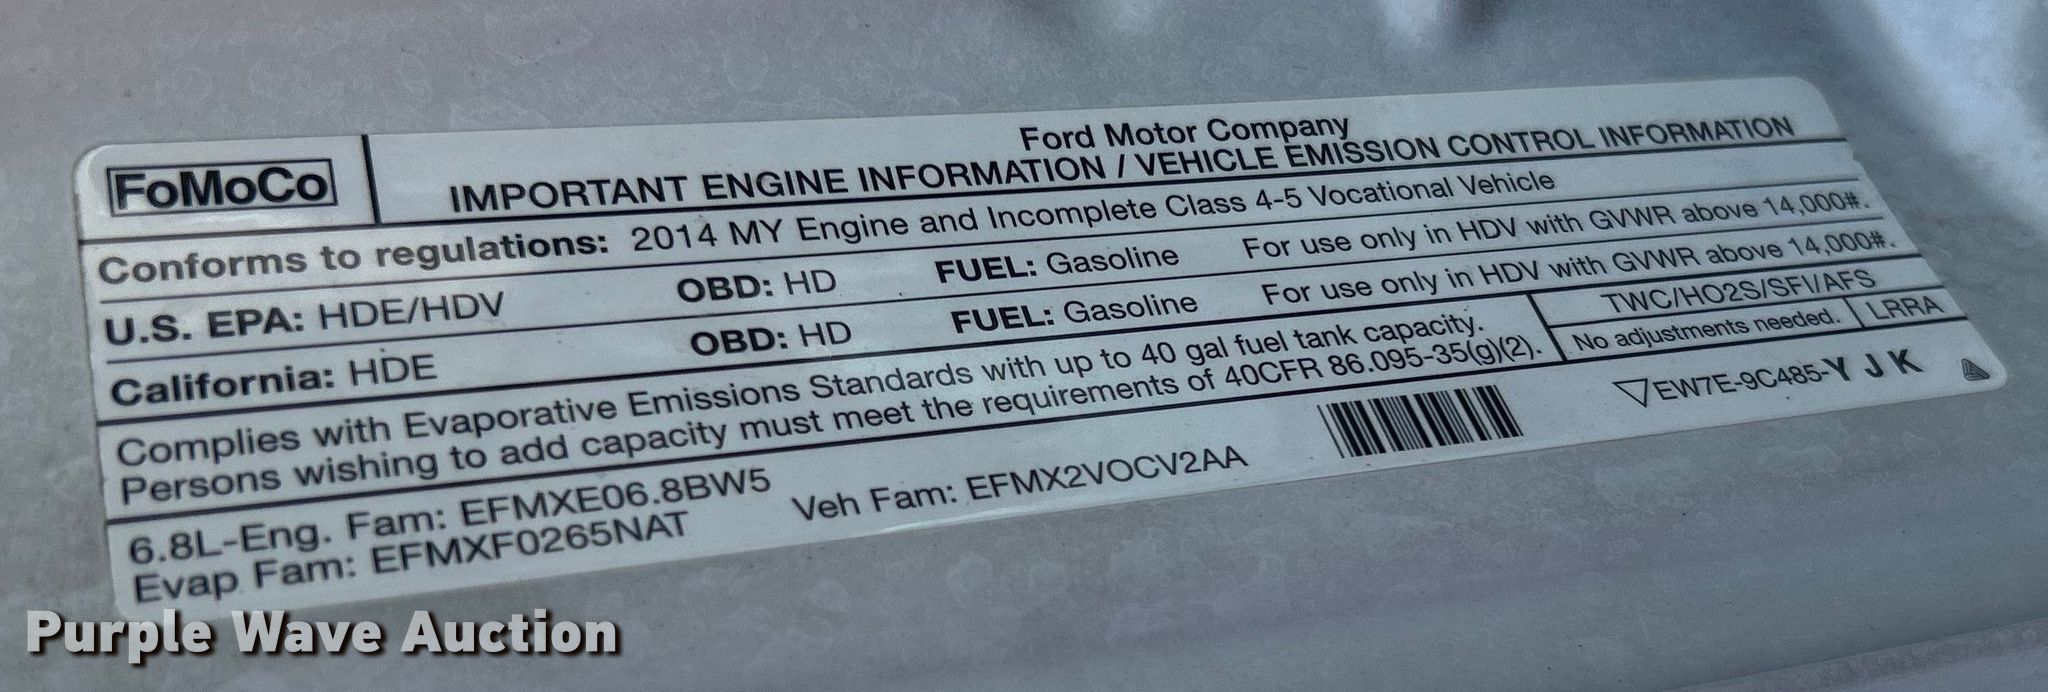 FoMoCo
Ford Motor Company
IMPORTANT ENGINE INFORMATION / VEHICLE EMISSION CONTROL INFORMATION
Conforms to regulations: 2014 MY Engine and Incomplete Class 4-5 Vocational Vehicle
U.S. EPA: HDE/HDV OBD: HD FUEL: Gasoline For use only in HDV with GVWR above 14,000#.
California: HDE OBD: HD FUEL: Gasoline For use only in HDV with GVWR above 14,000#.
Complies with Evaporative Emissions Standards with up to 40 gal fuel tank capacity.
Persons wishing to add capacity must meet the requirements of 40CFR 86.095-35(g)(2).
TWC/HO2S/SFI/AFS
No adjustments needed. LRRA
6.8L-Eng. Fam: EFMXE06.8BW5
Evap Fam: EFMXF0265NAT
Veh Fam: EFMX2VOCV2AA
EW7E-9C485-Y J K
Purple Wave Auction